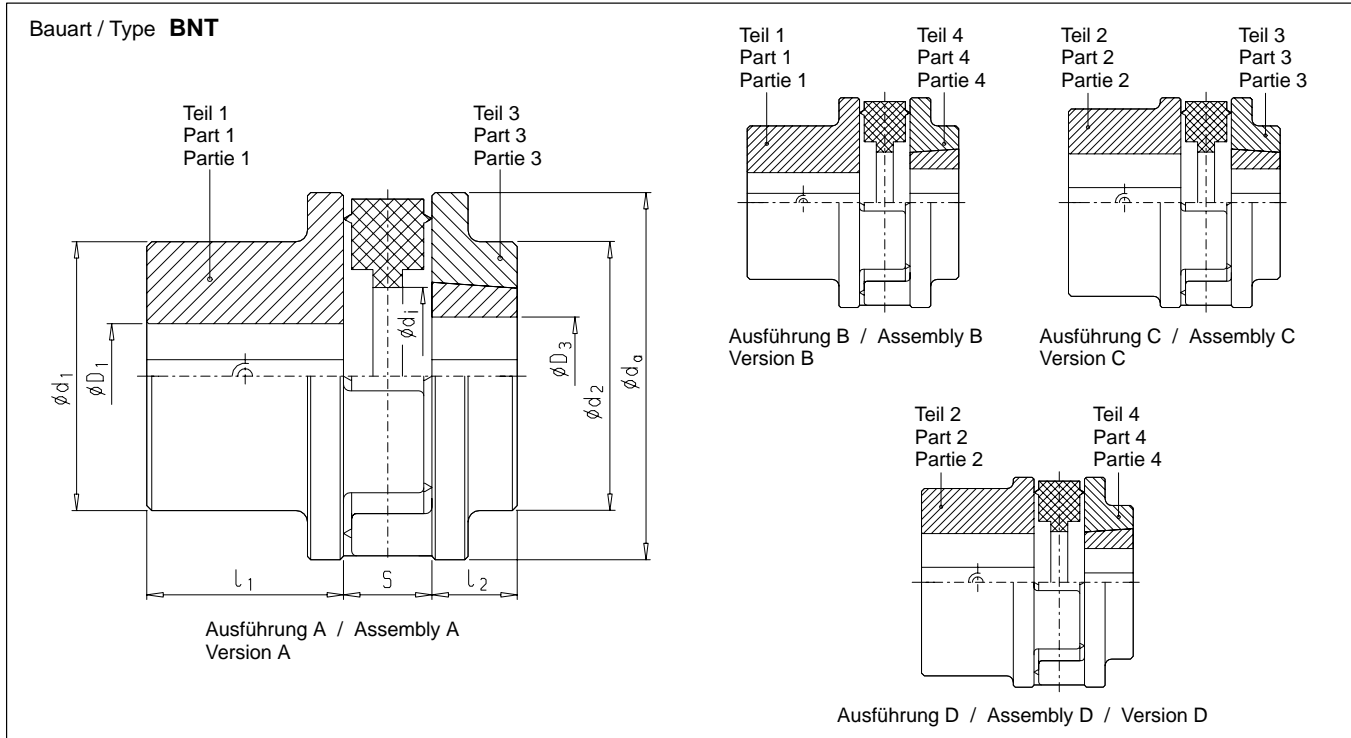 Bauart / Type BNT
Teil 1
Part 1
Partie 1
Teil 3
Part 3
Partie 3
ød₁
øD₁
ødᵢ
øD₃
ød₂
ødₐ
l₁
S
l₂
Ausführung A / Assembly A
Version A
Teil 1
Part 1
Partie 1
Teil 4
Part 4
Partie 4
Ausführung B / Assembly B
Version B
Teil 2
Part 2
Partie 2
Teil 3
Part 3
Partie 3
Ausführung C / Assembly C
Version C
Teil 2
Part 2
Partie 2
Teil 4
Part 4
Partie 4
Ausführung D / Assembly D / Version D